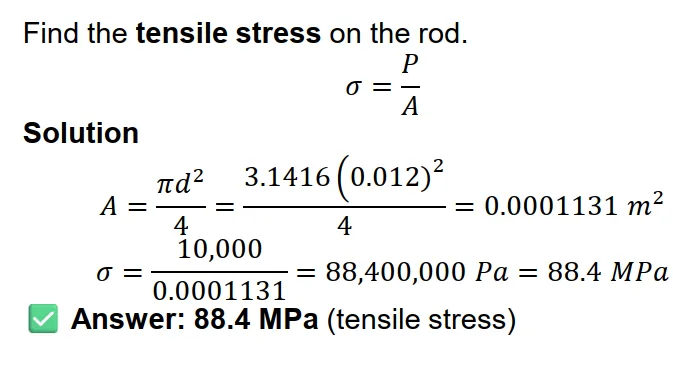 Find the tensile stress on the rod.
σ = P/A
Solution
A = πd²/4 = 3.1416(0.012)²/4 = 0.0001131 m²
σ = 10,000/0.0001131 = 88,400,000 Pa = 88.4 MPa
✅ Answer: 88.4 MPa (tensile stress)